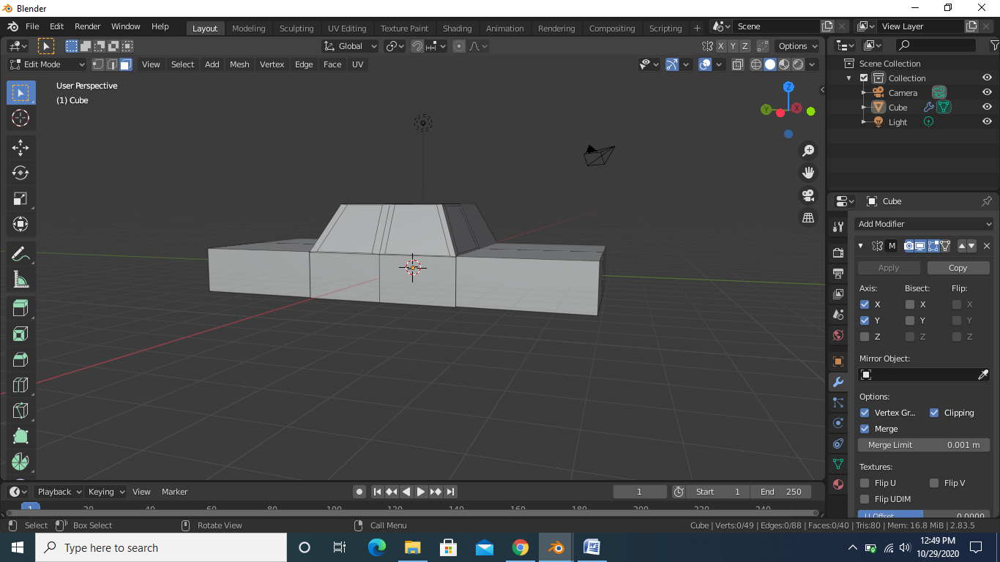 Blender
File Edit Render Window Help Layout Modeling Sculpting UV Editing Texture Paint Shading Animation Rendering Compositing Scripting + Scene View Layer
Global X Y Z Options
Edit Mode View Select Add Mesh Vertex Edge Face UV
User Perspective
(1) Cube
Z
Y X
Scene Collection
Collection
Camera
Cube
Light
Cube
Add Modifier
M
Apply Copy
Axis: Bisect: Flip:
X X X
Y Y Y
Z Z Z
Mirror Object:
Options:
Vertex Gr... Clipping
Merge
Merge Limit 0.001 m
Textures:
Flip U Flip V
Flip UDIM
U Offset 0.0000
Playback Keying View Marker 1 Start 1 End 250
1 20 40 60 80 100 120 140 160 180 200 220 240
Select Box Select Rotate View Call Menu Cube | Verts:0/49 | Edges:0/88 | Faces:0/40 | Tris:80 | Mem: 16.8 MiB | 2.83.5
Type here to search
12:49 PM
10/29/2020